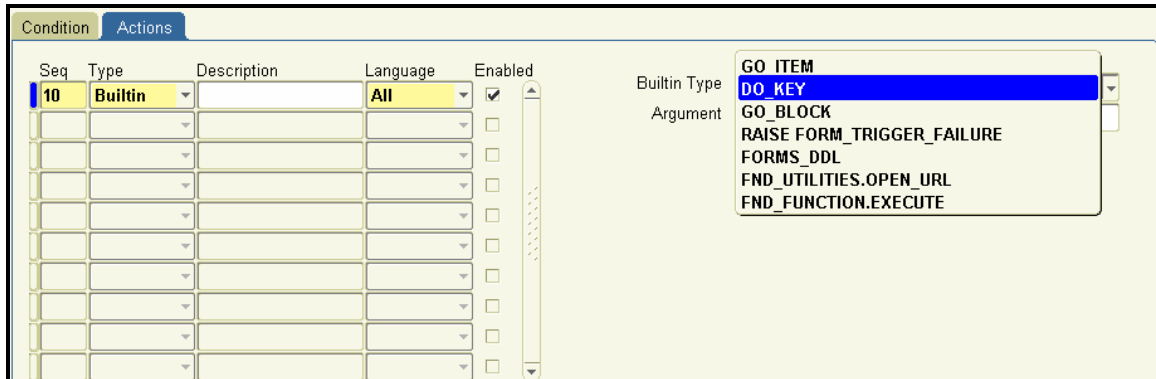 Condition Actions
Seq Type Description Language Enabled
10 Builtin All
Builtin Type
Argument
GO_ITEM
DO_KEY
GO_BLOCK
RAISE FORM_TRIGGER_FAILURE
FORMS_DDL
FND_UTILITIES.OPEN_URL
FND_FUNCTION.EXECUTE